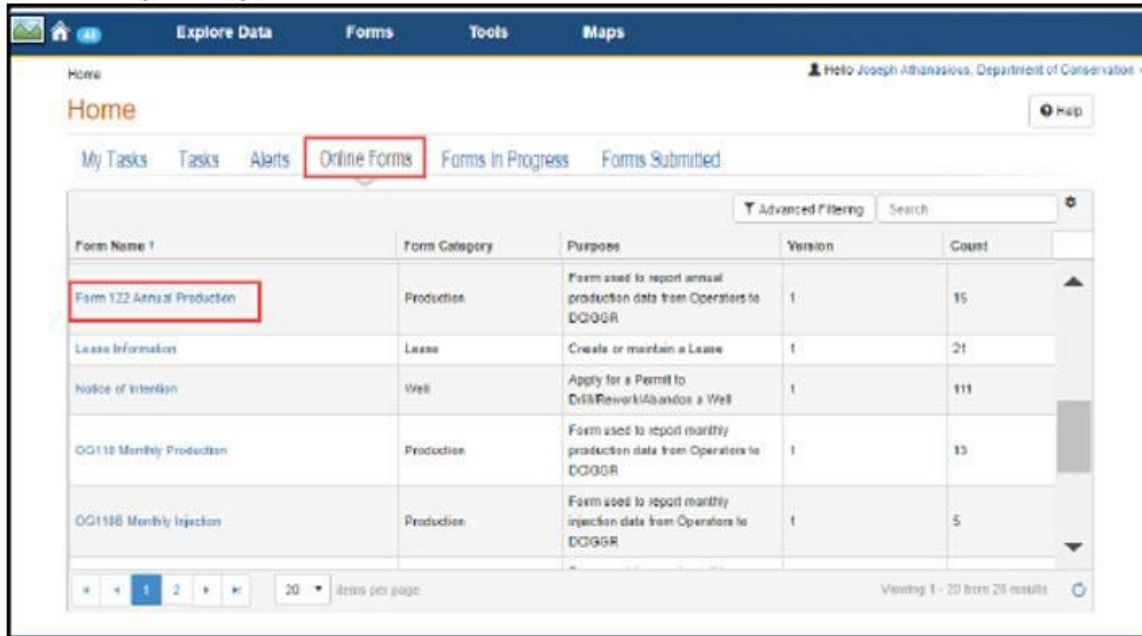 Explore Data Forms Tools Maps
Home
Hello Joseph Athanasious, Department of Conservation
Home
Help
My Tasks Tasks Alerts Online Forms Forms In Progress Forms Submitted
Advanced Filtering Search
Form Name ↑ Form Category Purpose Version Count
Form 122 Annual Production Production Form used to report annual 1 15
production data from Operators to
Lease Information Lease Create or maintain a Lease 1 21
Notice of Intention Well Apply for a Permit to 1 111
Drill/Rework/Abandon a Well
OG110 Monthly Production Production Form used to report monthly 1 13
production data from Operators to
Monthly Injection Production Form used to report monthly 1 5
injection data from Operators to
1 2 20 items per page
Viewing 1 - 20 from results